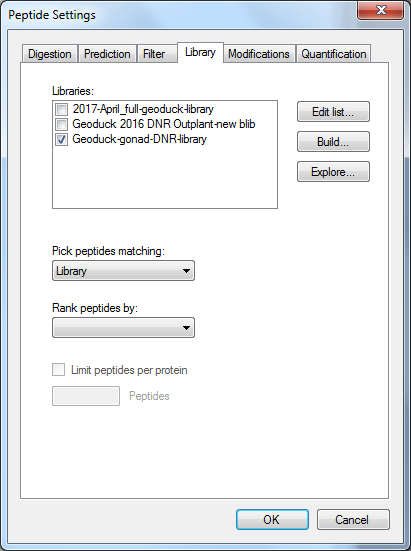 Peptide Settings
Digestion Prediction Filter Library Modifications Quantification
Libraries:
2017-April_full-geoduck-library
Geoduck 2016 DNR Outplant-new blib
Geoduck-gonad-DNR-library
Edit list...
Build...
Explore...
Pick peptides matching:
Library
Rank peptides by:
Limit peptides per protein
Peptides
OK Cancel